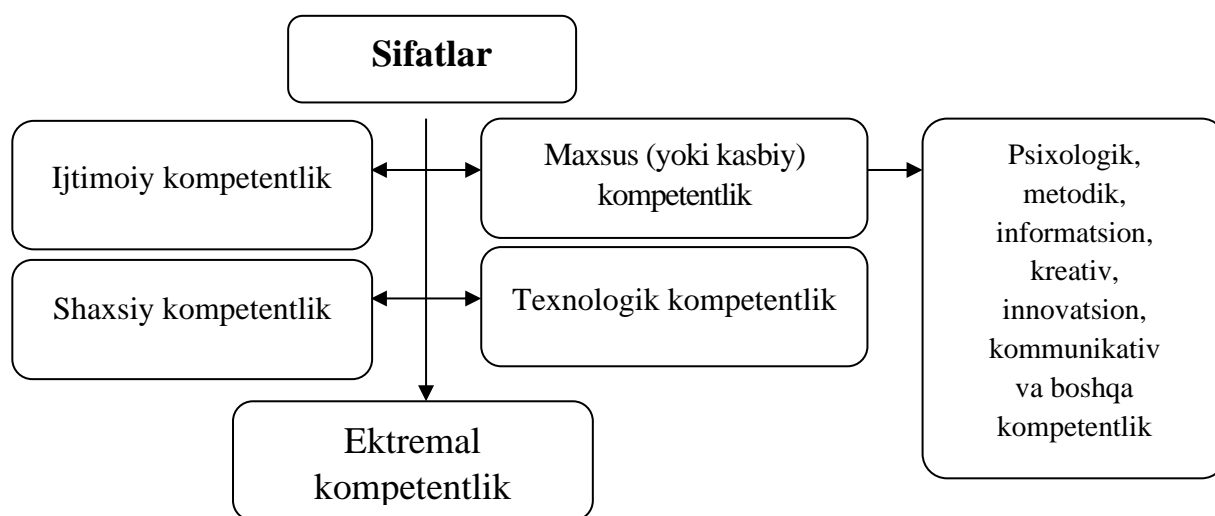 Sifatlar
Ijtimoiy kompetentlik
Maxsus (yoki kasbiy)
kompetentlik
Psixologik,
metodik,
informatsion,
kreativ,
innovatsion,
kommunikativ
va boshqa
kompetentlik
Shaxsiy kompetentlik
Texnologik kompetentlik
Ektremal
kompetentlik